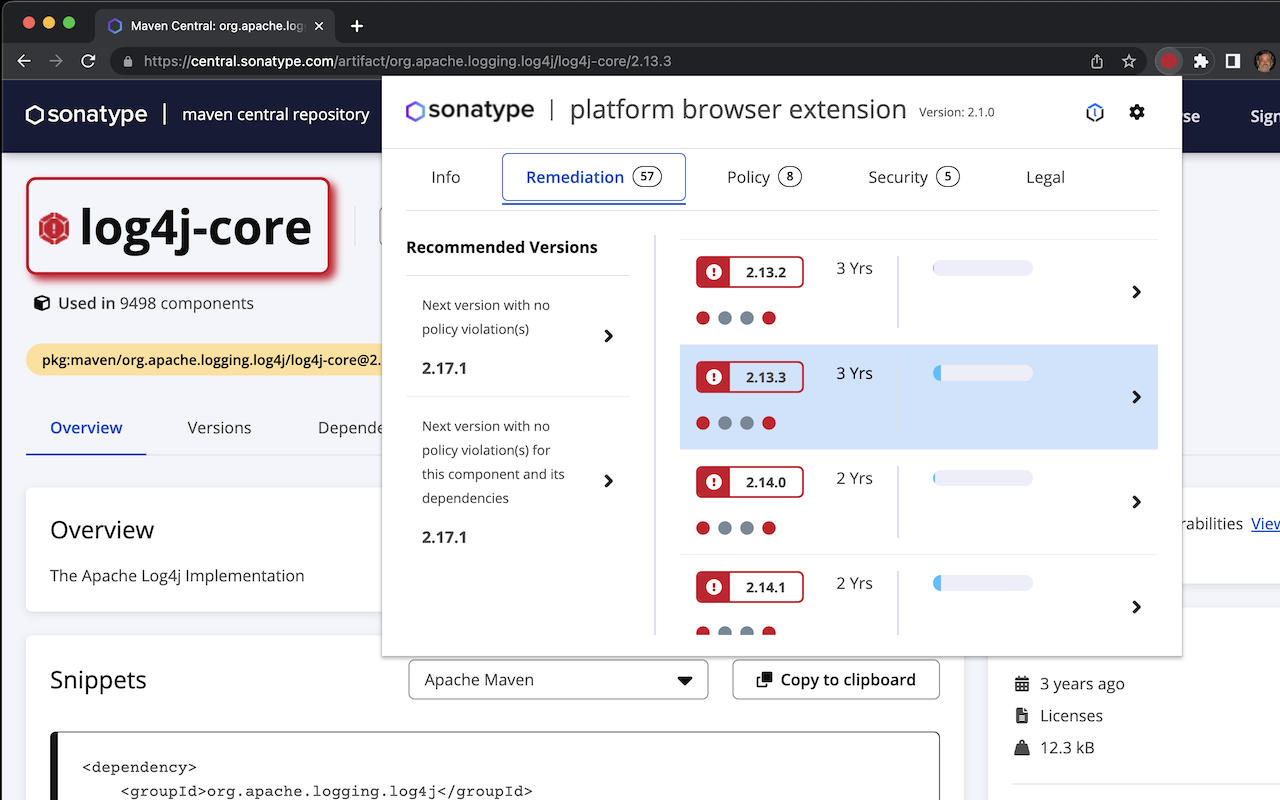 Maven Central: org.apache.log
https://central.sonatype.com/artifact/org.apache.logging.log4j/log4j-core/2.13.3
sonatype | maven central repository
se
Sign
sonatype | platform browser extension Version: 2.1.0
Info
Remediation 57
Policy 8
Security 5
Legal
log4j-core
Used in 9498 components
pkg:maven/org.apache.logging.log4j/log4j-core@2.
Overview
Versions
Depende
Recommended Versions
Next version with no
policy violation(s)
2.17.1
Next version with no
policy violation(s) for
this component and its
dependencies
2.17.1
2.13.2 3 Yrs
2.13.3 3 Yrs
2.14.0 2 Yrs
2.14.1 2 Yrs
Overview
The Apache Log4j Implementation
rabilities View
Snippets
Apache Maven
Copy to clipboard
<dependency>
<groupId>org.apache.logging.log4j</groupId>
3 years ago
Licenses
12.3 kB